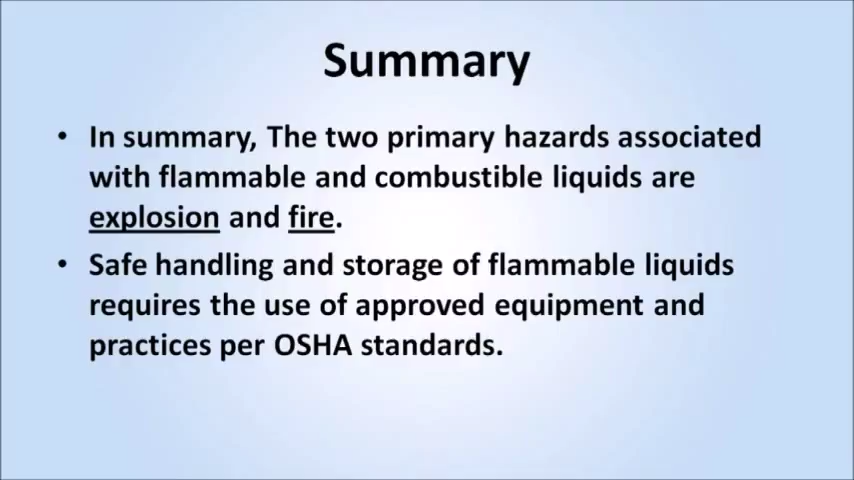 Summary
• In summary, The two primary hazards associated
with flammable and combustible liquids are
explosion and fire.
• Safe handling and storage of flammable liquids
requires the use of approved equipment and
practices per OSHA standards.